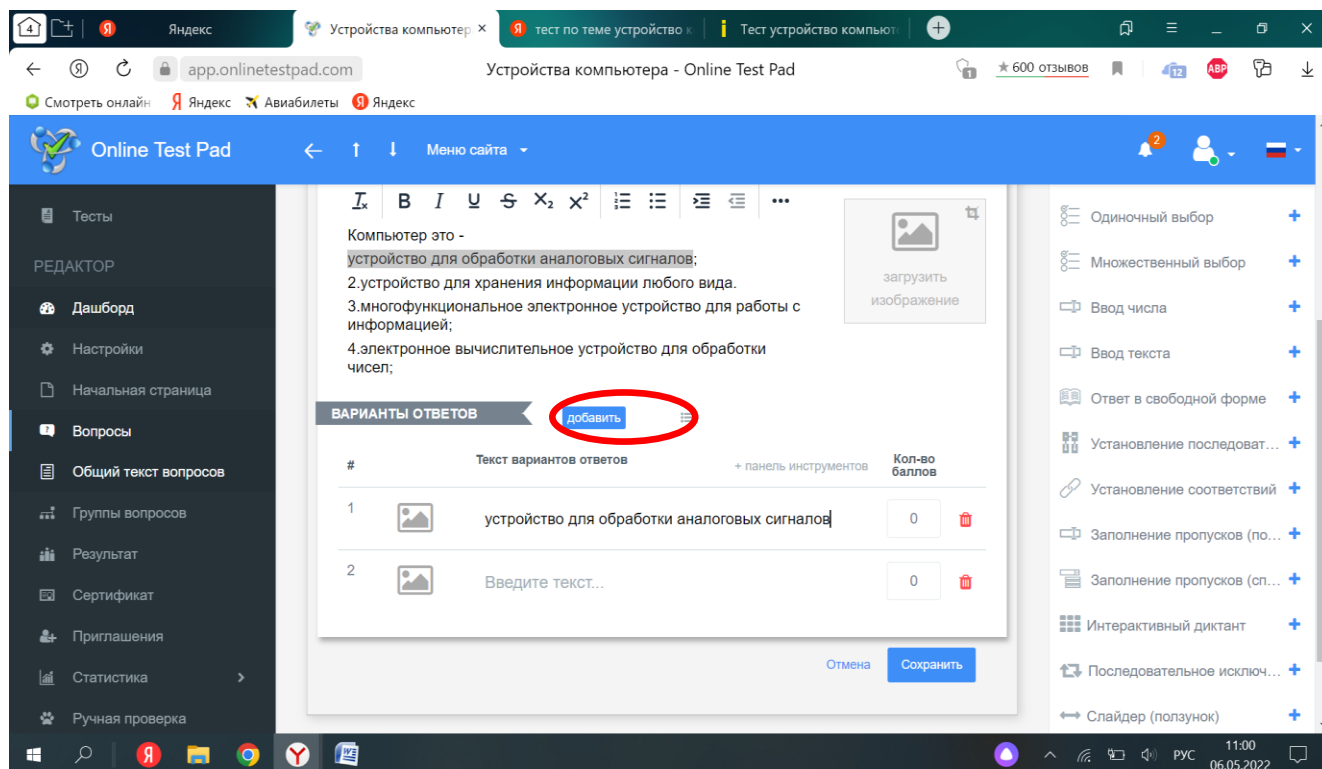 4
Яндекс
Устройства компьютер
тест по теме устройство к
Тест устройство компьют
app.onlinetestpad.com
Устройства компьютера - Online Test Pad
1
★ 600 отзывов
12
ABP
Смотреть онлайн
Яндекс
Авиабилеты
Яндекс
Online Test Pad
Меню сайта
2
Тесты
РЕДАКТОР
Дашборд
Настройки
Начальная страница
Вопросы
Общий текст вопросов
Группы вопросов
Результат
Сертификат
Приглашения
Статистика
Ручная проверка
B I U S X₂ X² •••
Компьютер это -
устройство для обработки аналоговых сигналов;
2.устройство для хранения информации любого вида.
3.многофункциональное электронное устройство для работы с
информацией;
4.электронное вычислительное устройство для обработки
чисел;
загрузить
изображение
ВАРИАНТЫ ОТВЕТОВ
добавить
# Текст вариантов ответов + панель инструментов Кол-во
баллов
1 устройство для обработки аналоговых сигналов 0
2 Введите текст... 0
Отмена Сохранить
Одиночный выбор +
Множественный выбор +
Ввод числа +
Ввод текста +
Ответ в свободной форме +
Установление последоват... +
Установление соответствий +
Заполнение пропусков (по... +
Заполнение пропусков (сп... +
Интерактивный диктант +
Последовательное исключ... +
Слайдер (ползунок) +
РУС
11:00
06.05.2022